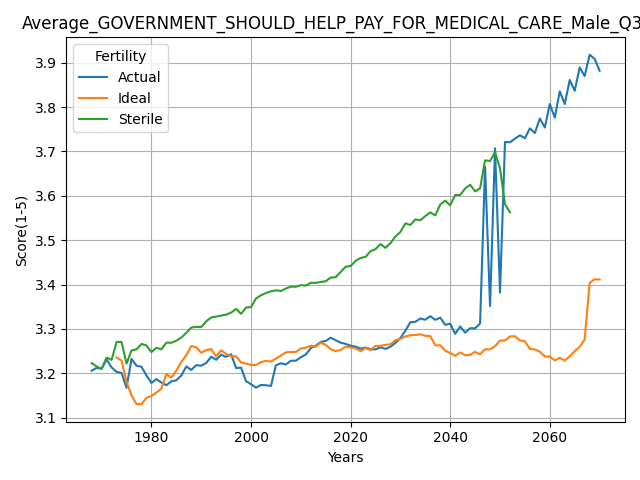 Average_GOVERNMENT_SHOULD_HELP_PAY_FOR_MEDICAL_CARE_Male_Q3
Fertility
Actual
Ideal
Sterile
Score(1-5)
3.9
3.8
3.7
3.6
3.5
3.4
3.3
3.2
3.1
1980 2000 2020 2040 2060
Years